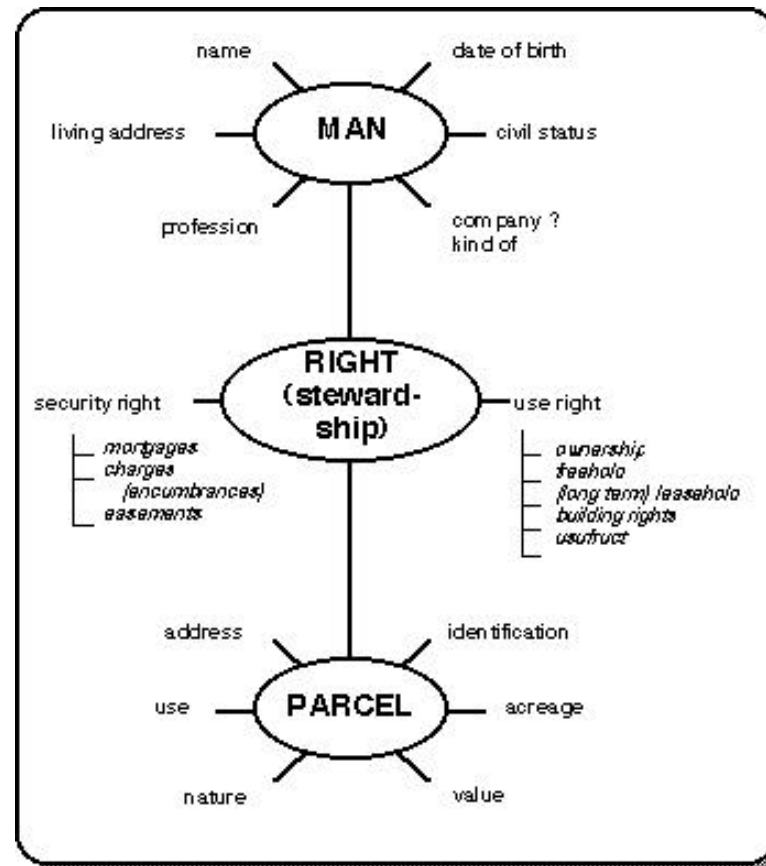 name
date of birth
living address
MAN
civil status
profession
company ?
kind of
RIGHT
(steward-
ship)
security right
mortgages
charges
(encumbrances)
easements
use right
ownership
freehold
(long term) leasehold
building rights
usufruct
address
identification
use
PARCEL
acreage
nature
value